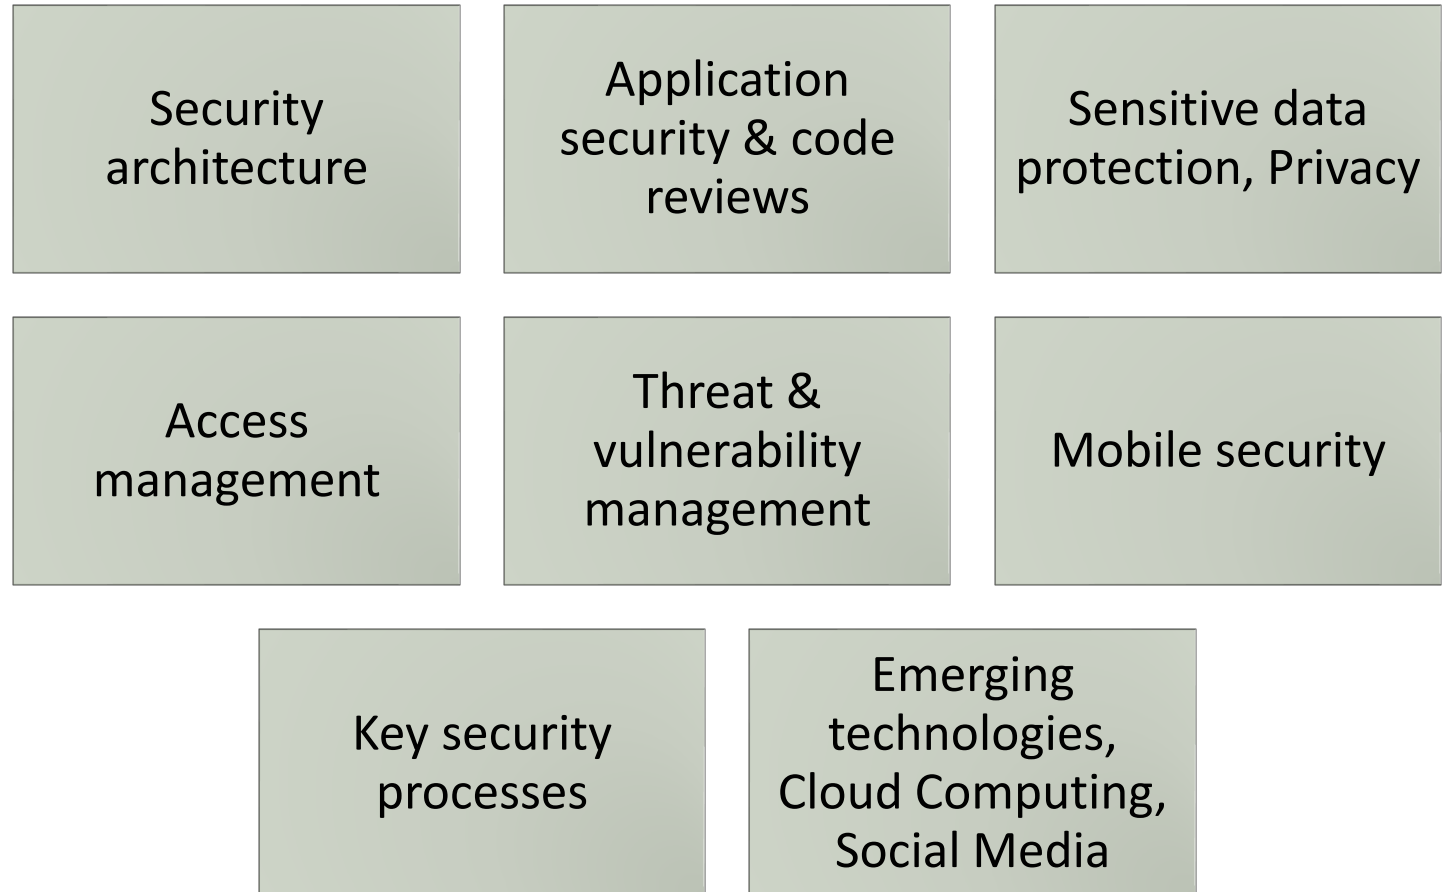 Security
architecture
Application
security & code
reviews
Sensitive data
protection, Privacy
Access
management
Threat &
vulnerability
management
Mobile security
Key security
processes
Emerging
technologies,
Cloud Computing,
Social Media